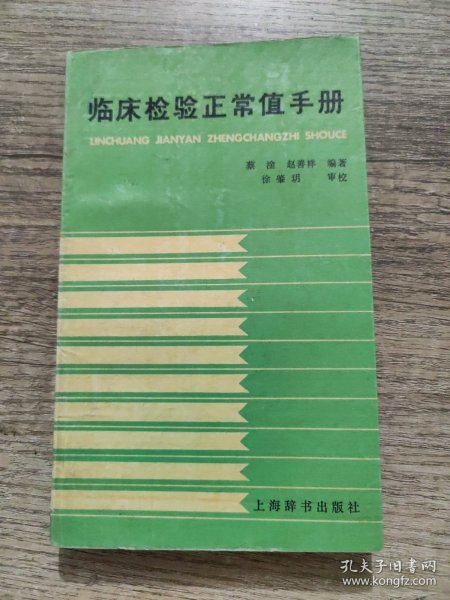 临床检验正常值手册
LINCHUANG JIANYAN ZHENGCHANGZHI SHOUCE
蔡淦 赵善祥 编著
徐肇玥 审校
上海辞书出版社
孔夫子旧书网
www.kongfz.com